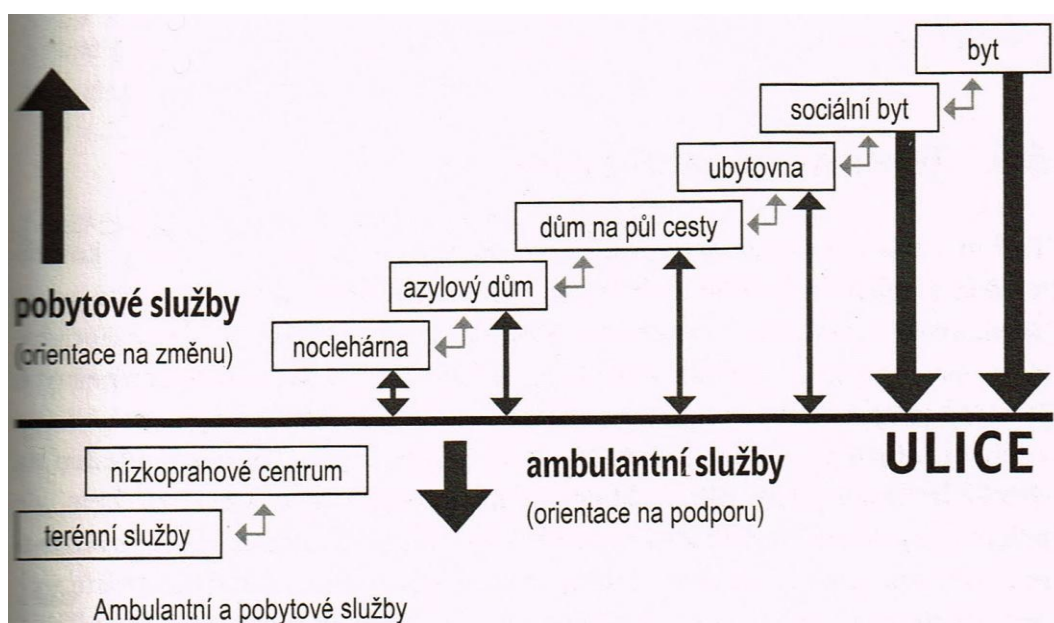 byt
sociální byt
ubytovna
dům na půl cesty
azylový dům
noclehárna
pobytové služby
(orientace na změnu)
ULICE
nízkoprahové centrum
ambulantní služby
(orientace na podporu)
terénní služby
Ambulantní a pobytové služby